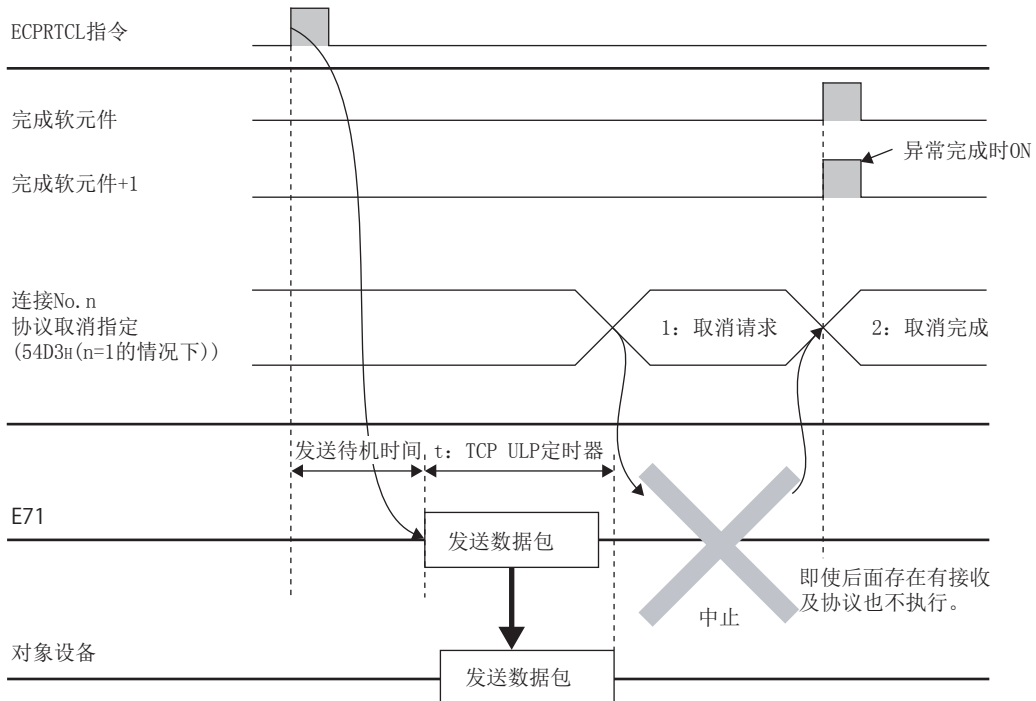 ECPRTCL指令
完成软元件
异常完成时ON
完成软元件+1
连接No.n
协议取消指定
(54D3H(n=1的情况下))
1：取消请求
2：取消完成
发送待机时间
t：TCP ULP定时器
E71
发送数据包
即使后面存在有接收
及协议也不执行。
中止
对象设备
发送数据包